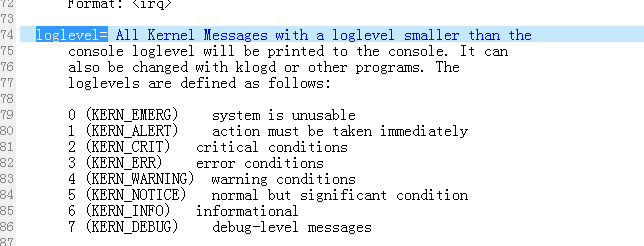 72 Format: <irq>
73
74 loglevel= All Kernel Messages with a loglevel smaller than the
75 console loglevel will be printed to the console. It can
76 also be changed with klogd or other programs. The
77 loglevels are defined as follows:
78
79 0 (KERN_EMERG) system is unusable
80 1 (KERN_ALERT) action must be taken immediately
81 2 (KERN_CRIT) critical conditions
82 3 (KERN_ERR) error conditions
83 4 (KERN_WARNING) warning conditions
84 5 (KERN_NOTICE) normal but significant condition
85 6 (KERN_INFO) informational
86 7 (KERN_DEBUG) debug-level messages
87